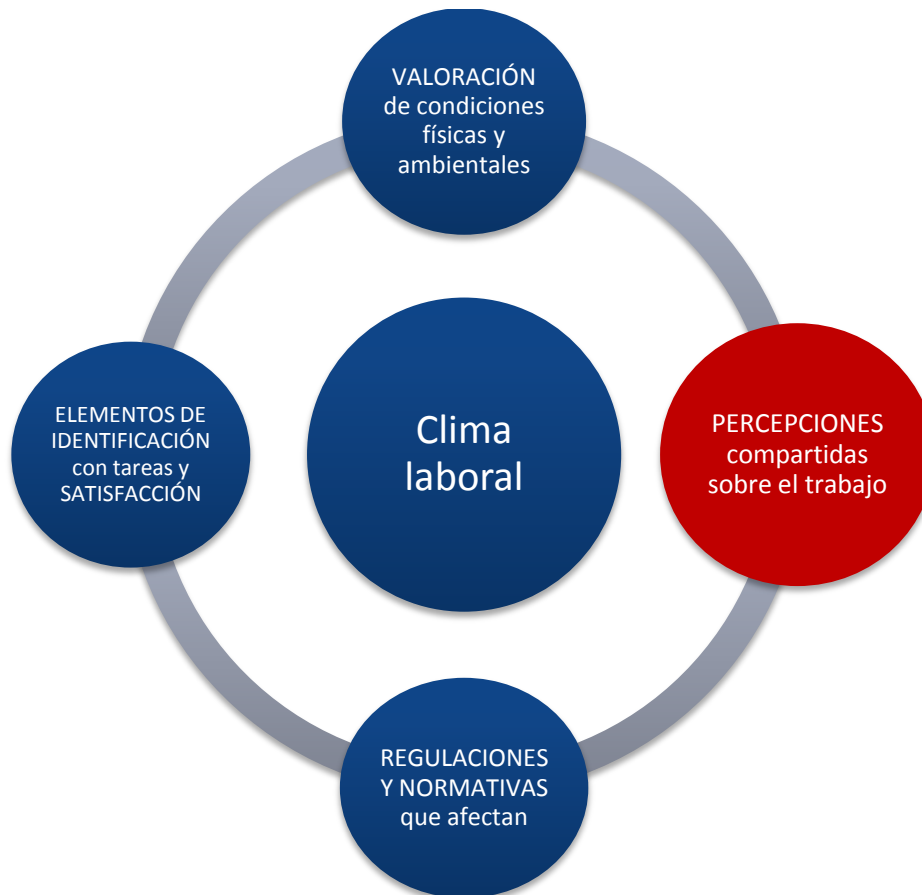 VALORACIÓN
de condiciones
físicas y
ambientales
ELEMENTOS DE
IDENTIFICACIÓN
con tareas y
SATISFACCIÓN
Clima
laboral
PERCEPCIONES
compartidas
sobre el trabajo
REGULACIONES
Y NORMATIVAS
que afectan